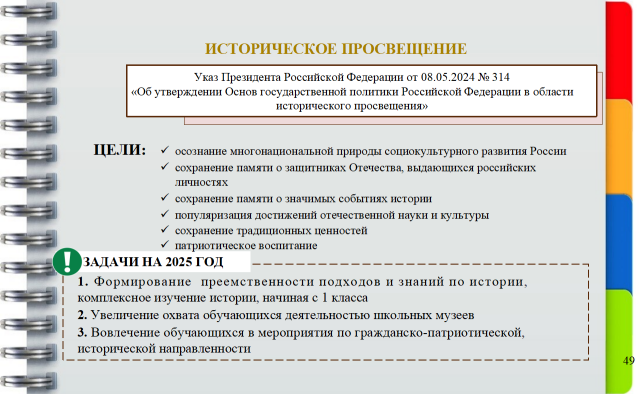 ИСТОРИЧЕСКОЕ ПРОСВЕЩЕНИЕ
Указ Президента Российской Федерации от 08.05.2024 № 314
«Об утверждении Основ государственной политики Российской Федерации в области
исторического просвещения»
ЦЕЛИ:
✓ осознание многонациональной природы социокультурного развития России
✓ сохранение памяти о защитниках Отечества, выдающихся российских
личностях
✓ сохранение памяти о значимых событиях истории
✓ популяризация достижений отечественной науки и культуры
✓ сохранение традиционных ценностей
✓ патриотическое воспитание
! ЗАДАЧИ НА 2025 ГОД
1. Формирование преемственности подходов и знаний по истории,
комплексное изучение истории, начиная с 1 класса
2. Увеличение охвата обучающихся деятельностью школьных музеев
3. Вовлечение обучающихся в мероприятия по гражданско-патриотической,
исторической направленности
49